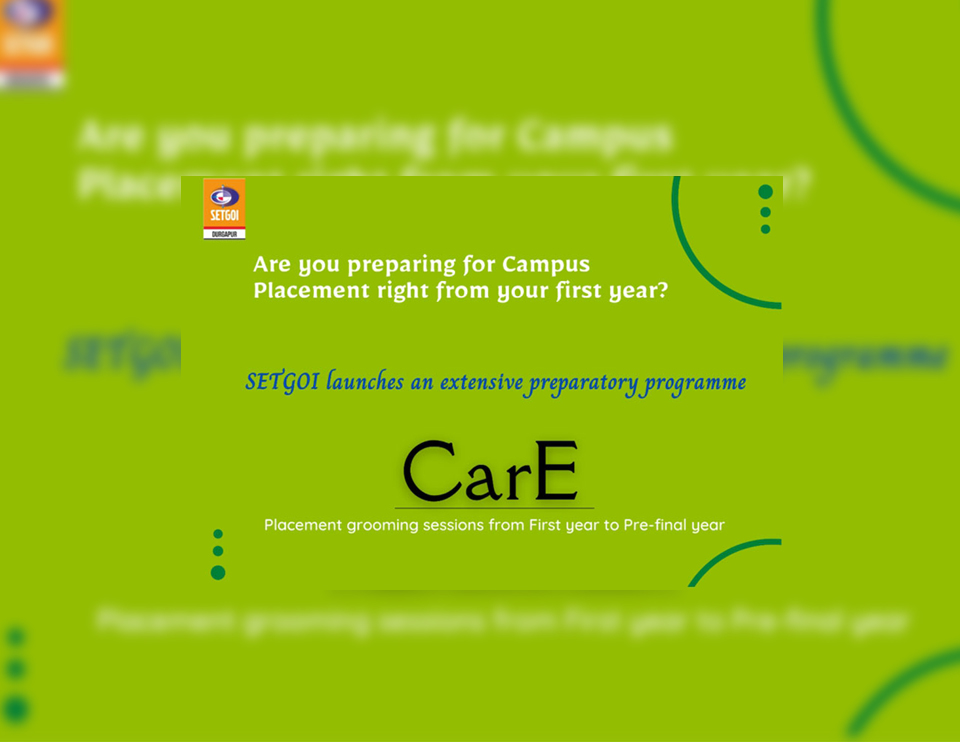 SETGOI
DURGAPUR
Are you preparing for Campus
Placement right from your first year?
SETGOI launches an extensive preparatory programme
CarE
Placement grooming sessions from First year to Pre-final year